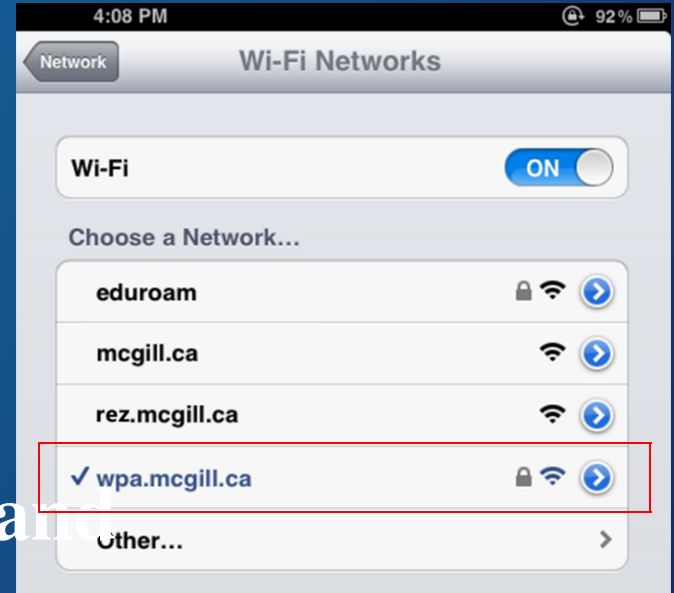 4:08 PM 92%
Network Wi-Fi Networks
Wi-Fi ON
Choose a Network...
eduroam
mcgill.ca
rez.mcgill.ca
wpa.mcgill.ca
and
Other...